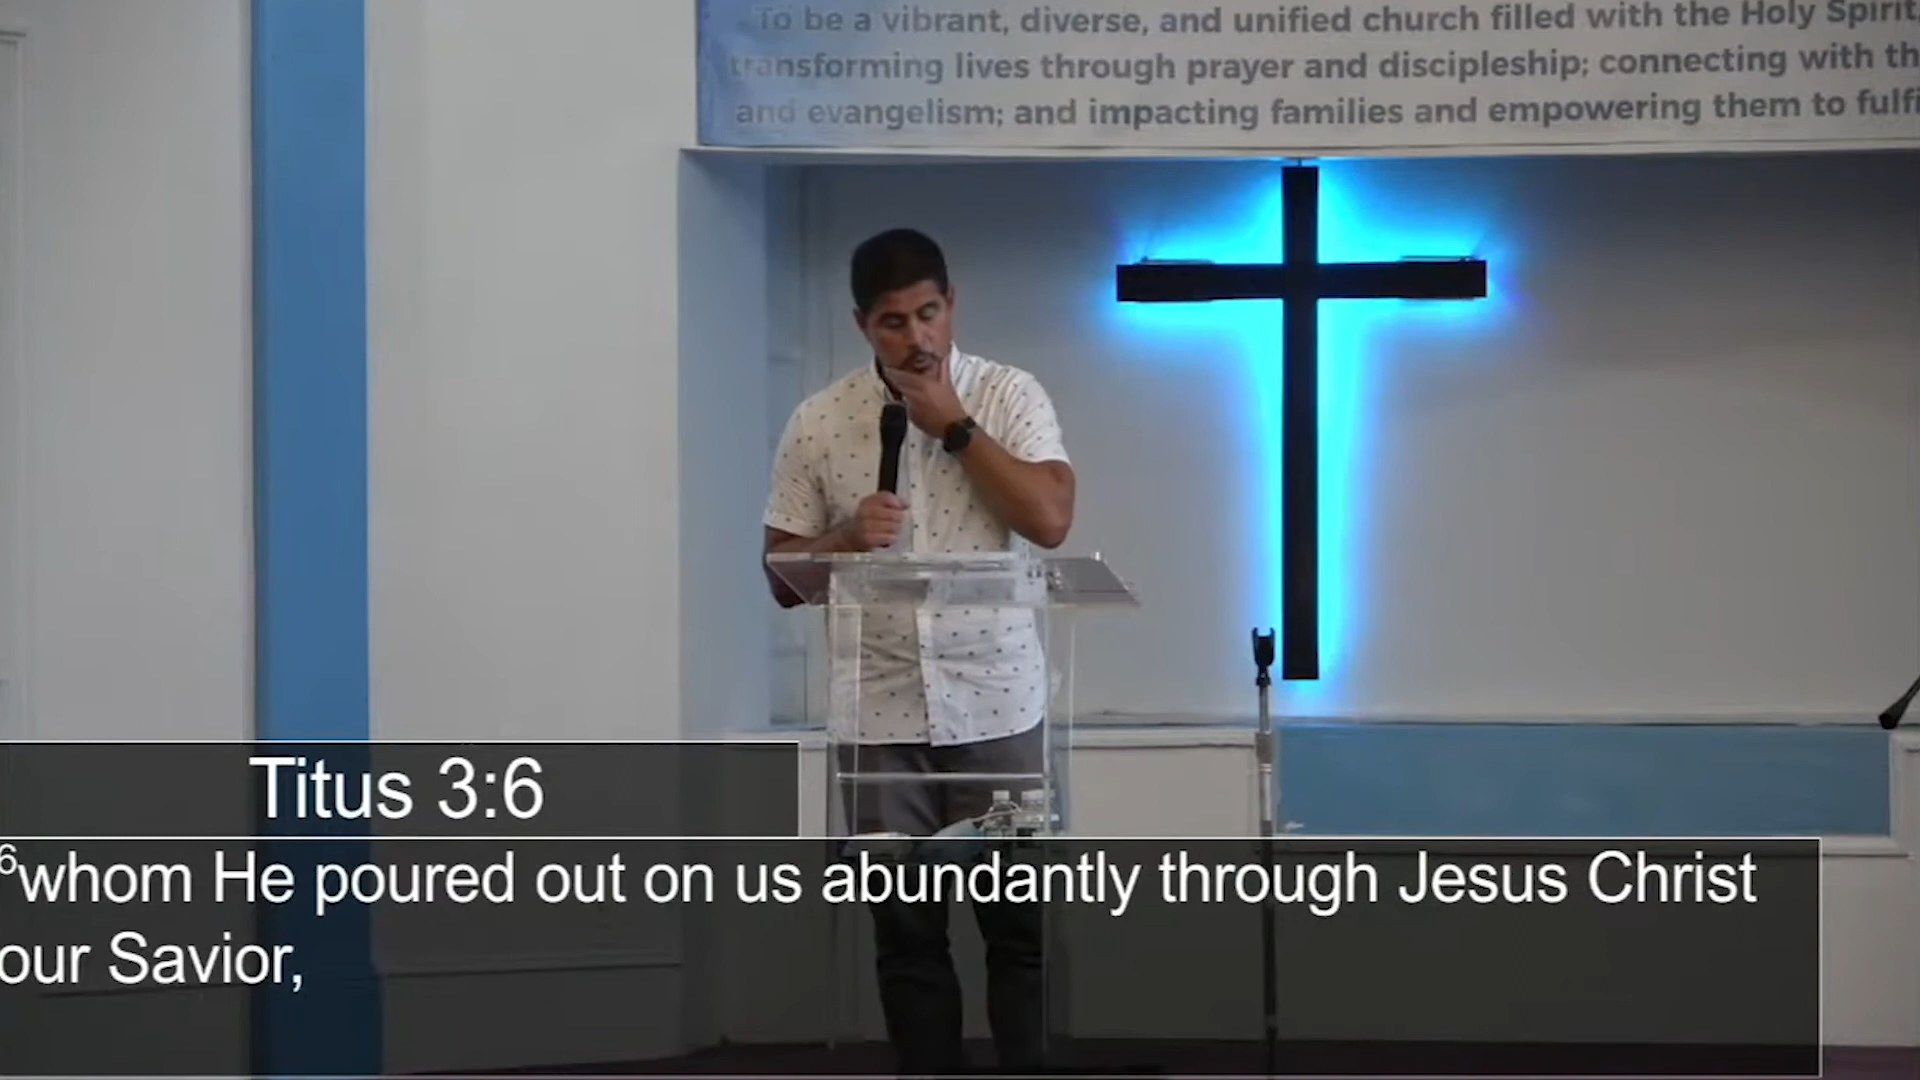 To be a vibrant, diverse, and unified church filled with the Holy Spirit,
transforming lives through prayer and discipleship; connecting with th
and evangelism; and impacting families and empowering them to fulfi
Titus 3:6
6whom He poured out on us abundantly through Jesus Christ
our Savior,